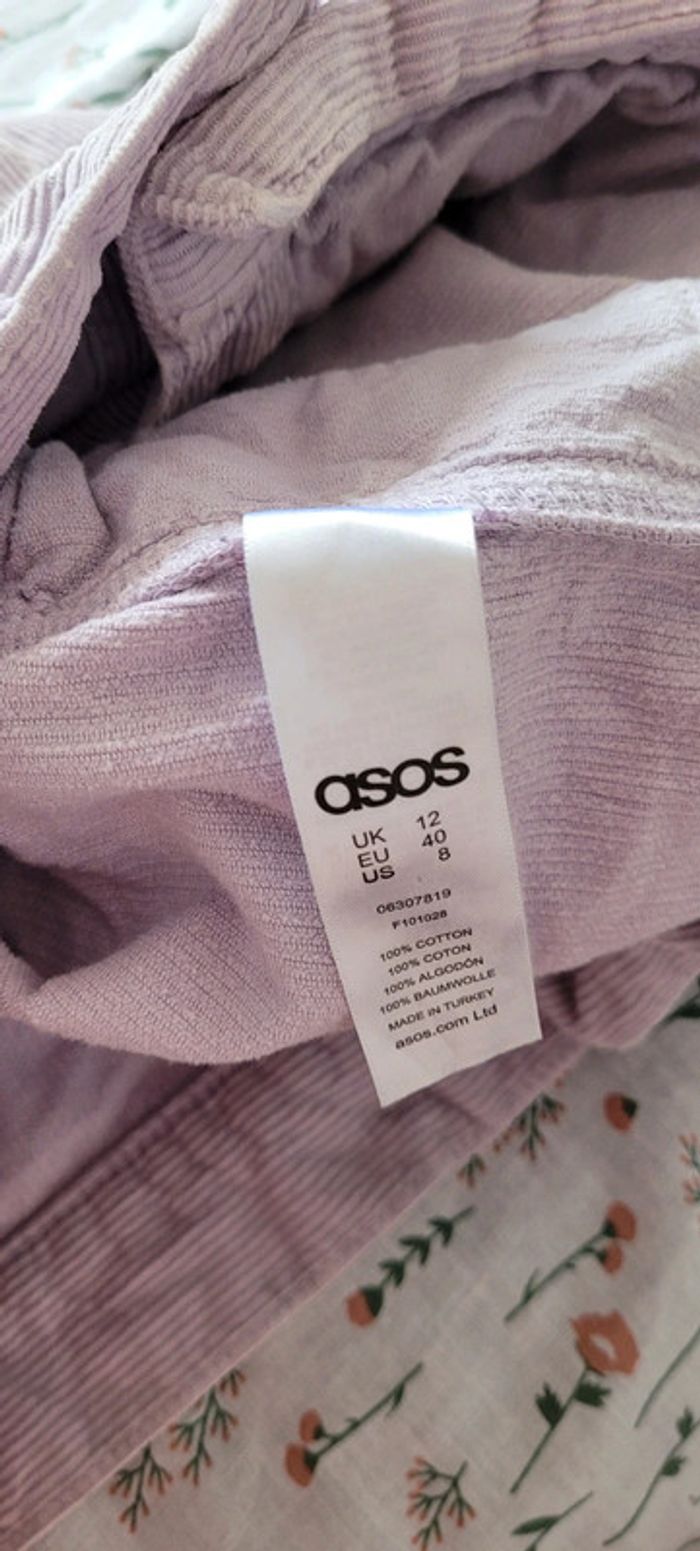 asos
UK 12
EU 40
US 8
06307819
F101028
100% COTTON
100% COTON
100% ALGODÓN
100% BAUMWOLLE
MADE IN TURKEY
asos.com Ltd